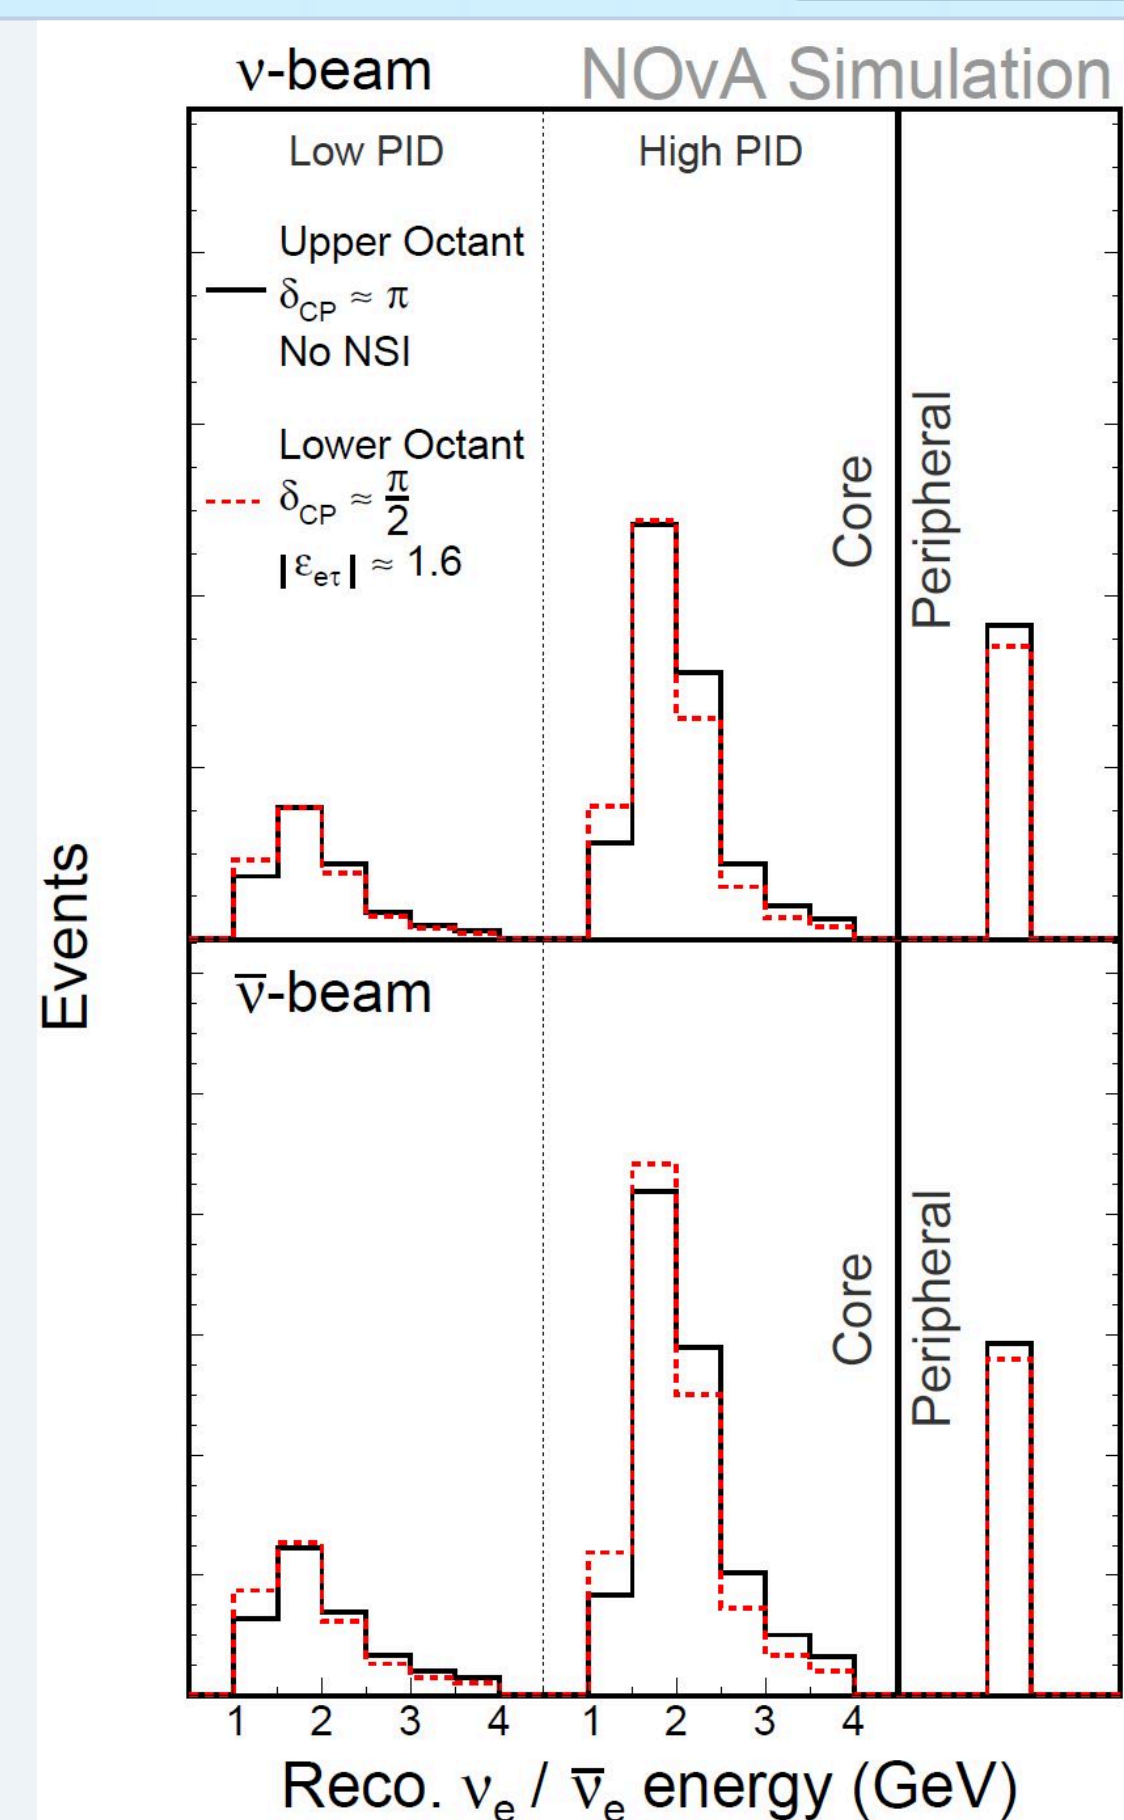 ν-beam NOνA Simulation
Low PID High PID
Upper Octant
δCP ≈ π
No NSI
Lower Octant
δCP ≈ π/2
|εeτ| ≈ 1.6
Core
Peripheral
Events
ν̅-beam
Core
Peripheral
1 2 3 4 1 2 3 4
Reco. νe / ν̅e energy (GeV)